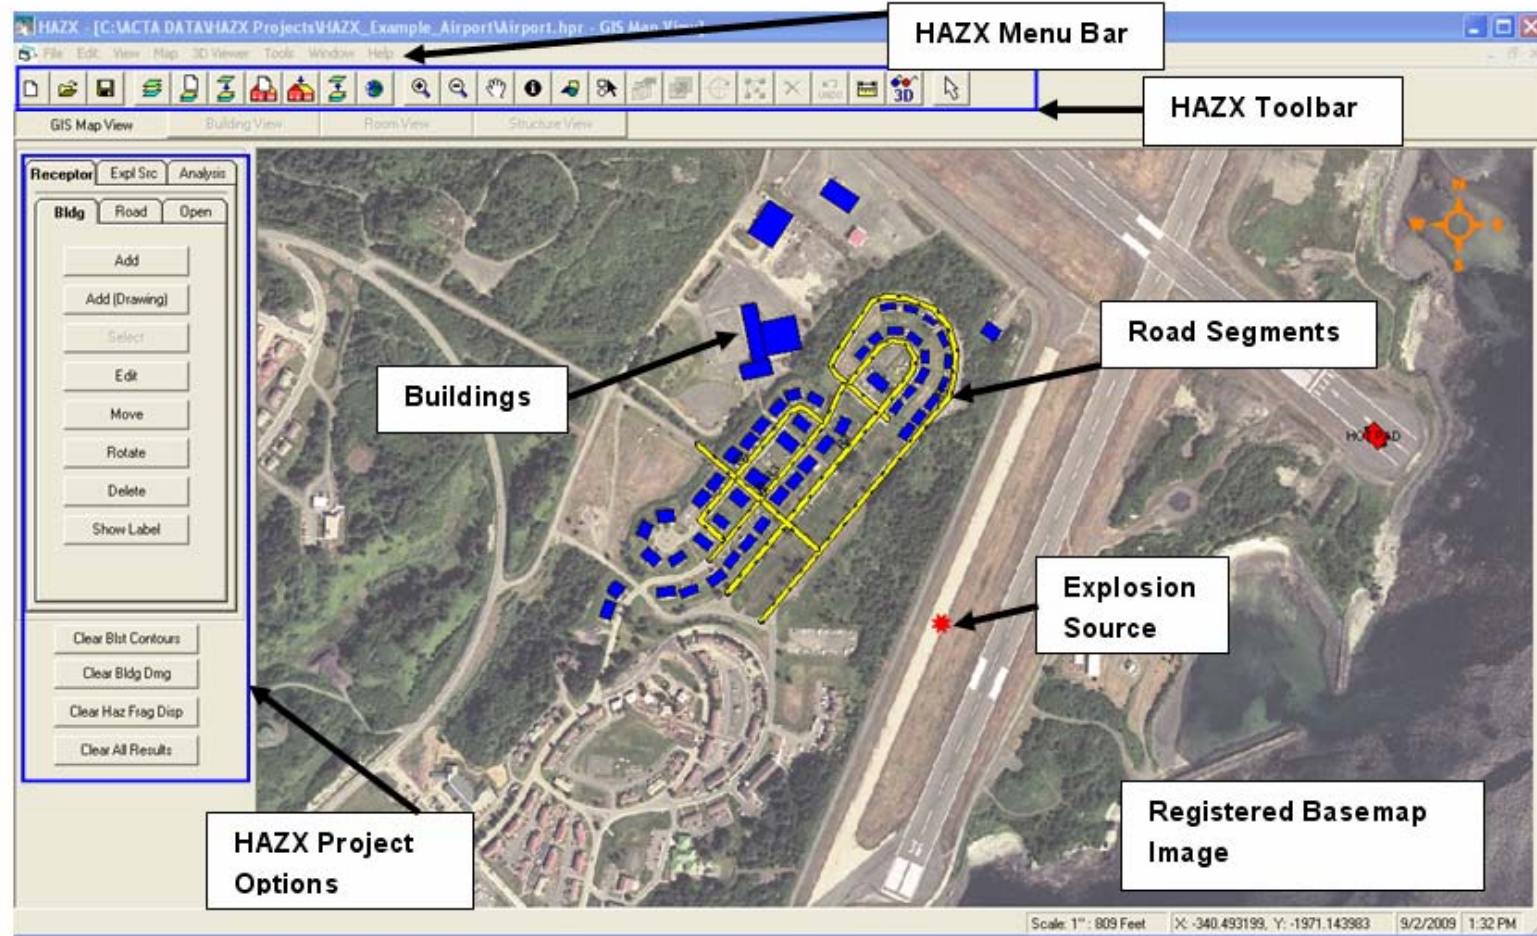 HAZX - [C:\ACTA DATA\HAZX Projects\HAZX_Example_Airport\Airport.hpr - GIS Map View]
HAZX Menu Bar
File Edit View Map 3D Viewer Tools Window Help
UNDO
3D
HAZX Toolbar
GIS Map View Building View Room View Structure View
Receptor Expl Src Analysis
Bldg Road Open
Add
Add (Drawing)
Select
Edit
Move
Rotate
Delete
Show Label
Clear Blst Contours
Clear Bldg Dmg
Clear Haz Frag Disp
Clear All Results
N
W
S
Road Segments
Buildings
Explosion
Source
Registered Basemap
Image
HAZX Project
Options
Scale: 1" : 809 Feet X: -340.493199, Y: -1971.143983 9/2/2009 1:32 PM